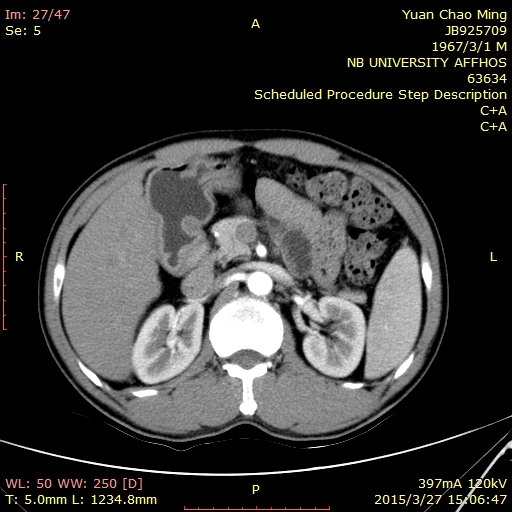 Im: 27/47
Se: 5
A
Yuan Chao Ming
JB925709
1967/3/1 M
NB UNIVERSITY AFFHOS
63634
Scheduled Procedure Step Description
C+A
C+A
R
L
WL: 50 WW: 250 [D]
T: 5.0mm L: 1234.8mm
P
397mA 120kV
2015/3/27 15:06:47